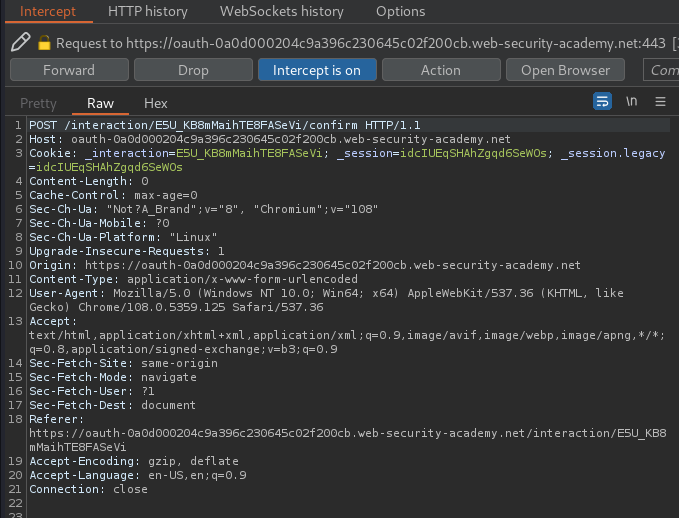 Intercept HTTP history WebSockets history Options
Request to https://oauth-0a0d000204c9a396c230645c02f200cb.web-security-academy.net:443 [
Forward Drop Intercept is on Action Open Browser Com
Pretty Raw Hex \n
1 POST /interaction/E5U_KB8mMaihTE8FASeVi/confirm HTTP/1.1
2 Host: oauth-0a0d000204c9a396c230645c02f200cb.web-security-academy.net
3 Cookie: _interaction=E5U_KB8mMaihTE8FASeVi; _session=idcIUEqSHAhZgqd6SeWOs; _session.legacy
=idcIUEqSHAhZgqd6SeWOs
4 Content-Length: 0
5 Cache-Control: max-age=0
6 Sec-Ch-Ua: "Not?A_Brand";v="8", "Chromium";v="108"
7 Sec-Ch-Ua-Mobile: ?0
8 Sec-Ch-Ua-Platform: "Linux"
9 Upgrade-Insecure-Requests: 1
10 Origin: https://oauth-0a0d000204c9a396c230645c02f200cb.web-security-academy.net
11 Content-Type: application/x-www-form-urlencoded
12 User-Agent: Mozilla/5.0 (Windows NT 10.0; Win64; x64) AppleWebKit/537.36 (KHTML, like
Gecko) Chrome/108.0.5359.125 Safari/537.36
13 Accept:
text/html,application/xhtml+xml,application/xml;q=0.9,image/avif,image/webp,image/apng,*/*;
q=0.8,application/signed-exchange;v=b3;q=0.9
14 Sec-Fetch-Site: same-origin
15 Sec-Fetch-Mode: navigate
16 Sec-Fetch-User: ?1
17 Sec-Fetch-Dest: document
18 Referer:
https://oauth-0a0d000204c9a396c230645c02f200cb.web-security-academy.net/interaction/E5U_KB8
mMaihTE8FASeVi
19 Accept-Encoding: gzip, deflate
20 Accept-Language: en-US,en;q=0.9
21 Connection: close
22
23